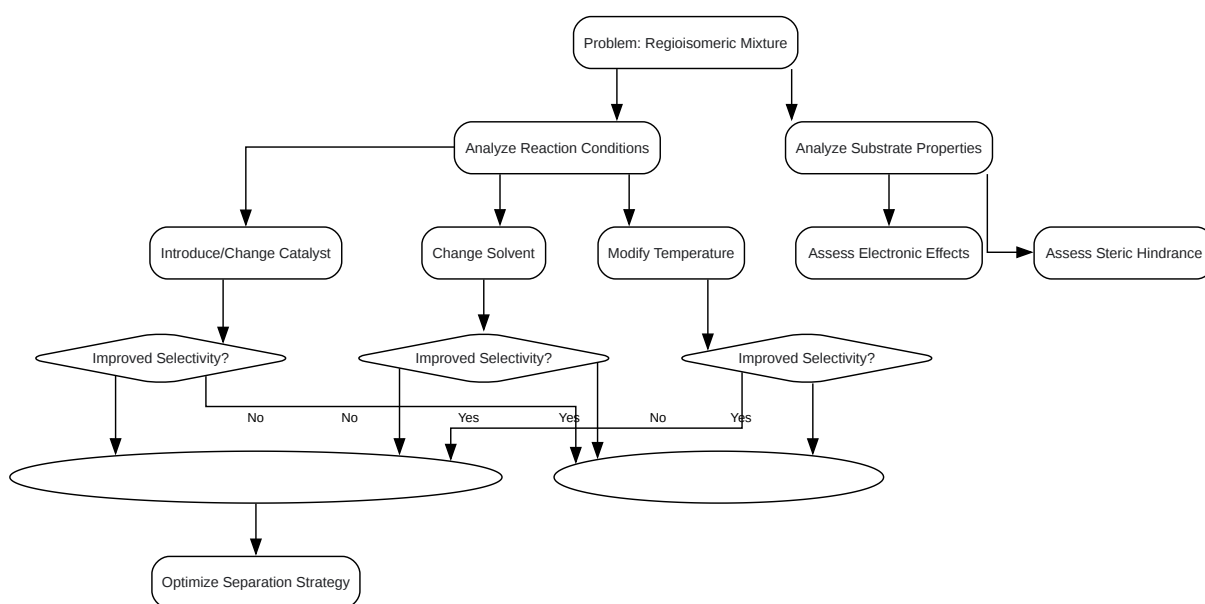 Problem: Regioisomeric Mixture
Analyze Reaction Conditions
Analyze Substrate Properties
Introduce/Change Catalyst
Change Solvent
Modify Temperature
Assess Electronic Effects
Assess Steric Hindrance
Improved Selectivity?
Improved Selectivity?
Improved Selectivity?
No
No
Yes
Yes
No
Yes
Optimize Separation Strategy